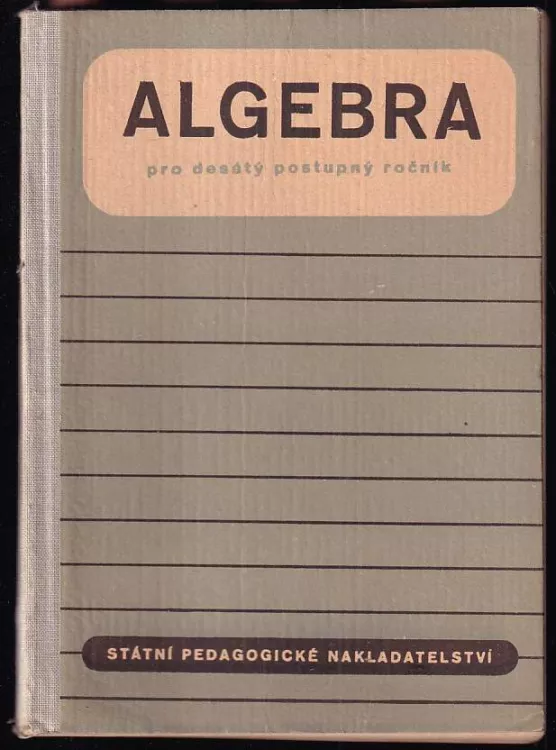 ALGEBRA
pro desátý postupný ročník
STÁTNÍ PEDAGOGICKÉ NAKLADATELSTVÍ